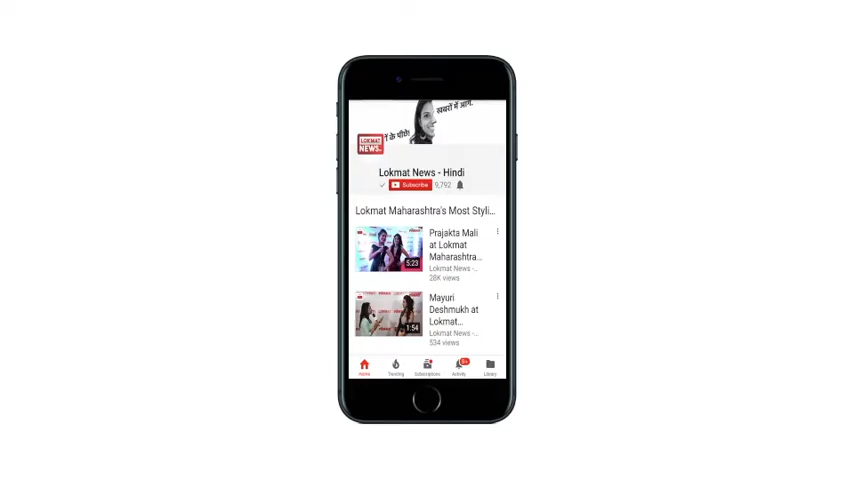 खबरों में आगे,
ों के पीछे!
LOKMAT
NEWS
Lokmat News - Hindi
Subscribe 9,792
Lokmat Maharashtra's Most Styli...
Prajakta Mali
at Lokmat
Maharashtra...
Lokmat News -...
28K views
5:23
Mayuri
Deshmukh at
Lokmat...
Lokmat News -...
534 views
1:54
9+
Home Trending Subscriptions Activity Library